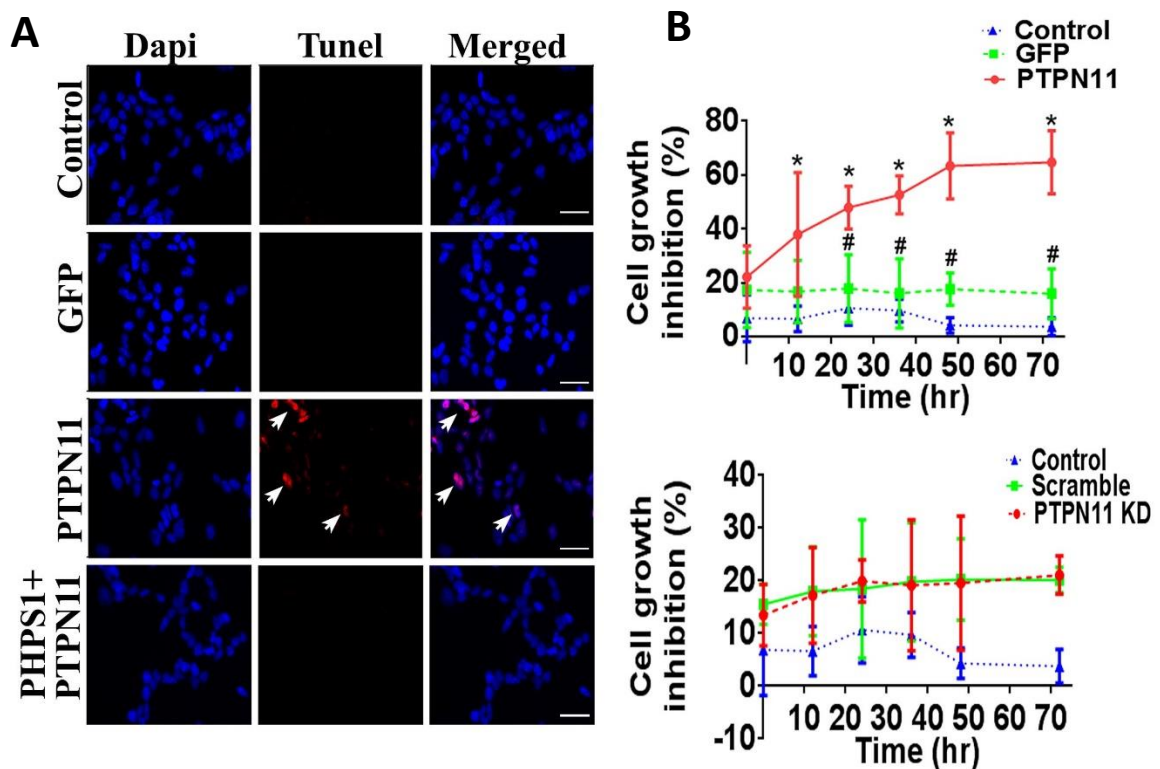 A
Dapi Tunel Merged
Control
GFP
PTPN11
PHPS1+
PTPN11
B
Control
GFP
PTPN11
Cell growth
inhibition (%)
80
60
40
20
0
* * * * *
# # # #
10 20 30 40 50 60 70
Time (hr)
Control
Scramble
PTPN11 KD
Cell growth
inhibition (%)
40
30
20
10
0
-10
10 20 30 40 50 60 70
Time (hr)